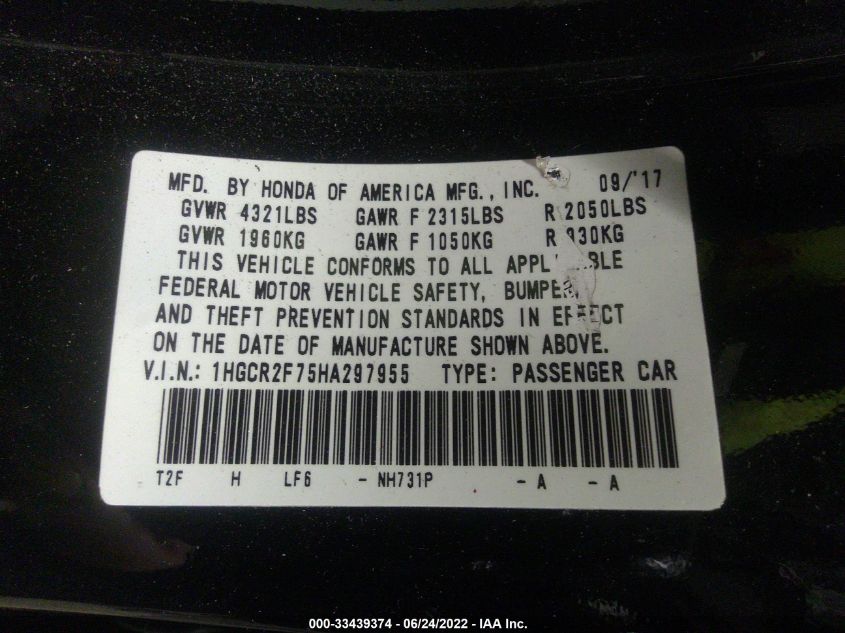 MFD. BY HONDA OF AMERICA MFG., INC. 09/'17
GVWR 4321LBS GAWR F 2315LBS R 2050LBS
GVWR 1960KG GAWR F 1050KG R 930KG
THIS VEHICLE CONFORMS TO ALL
FEDERAL MOTOR VEHICLE SAFETY, BUMPER,
AND THEFT PREVENTION STANDARDS IN EFFECT
ON THE DATE OF MANUFACTURE SHOWN ABOVE.
V.I.N.: 1HGCR2F75HA297955 TYPE: PASSENGER CAR
T2F H LF6 - NH731P - A - A
000-33439374 - 06/24/2022 - IAA Inc.